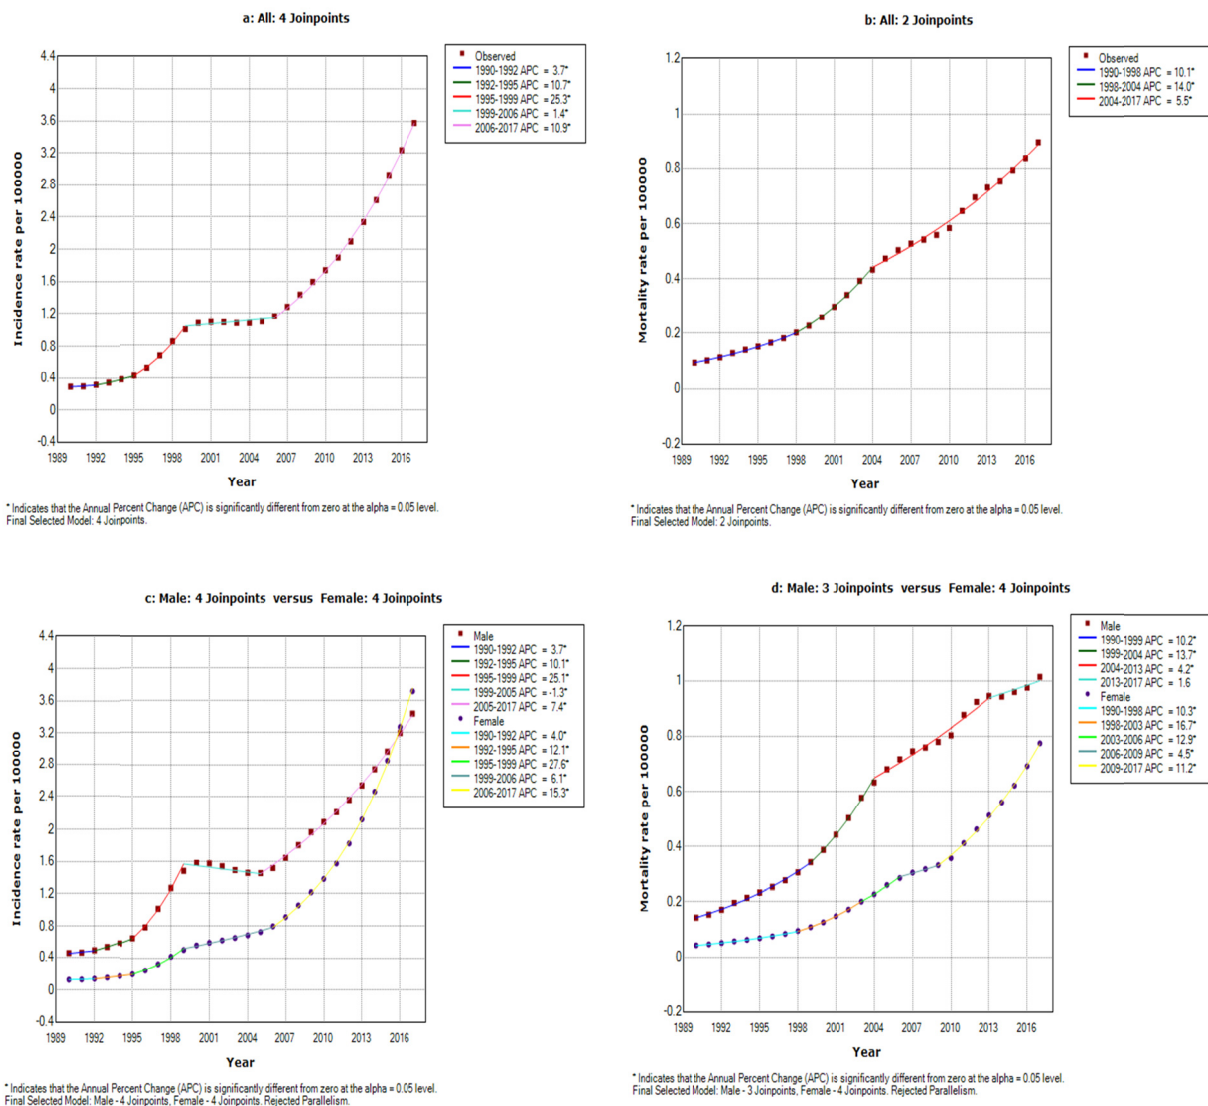 a: All: 4 Joinpoints
4.4
4
3.6
3.2
2.8
2.4
2
1.6
1.2
0.8
0.4
0
-0.4
Incidence rate per 100000
1989 1992 1995 1998 2001 2004 2007 2010 2013 2016
Year
Observed
1990-1992 APC = 3.7*
1992-1995 APC = 10.7*
1995-1999 APC = 25.3*
1999-2006 APC = 1.4*
2006-2017 APC = 10.9*
* Indicates that the Annual Percent Change (APC) is significantly different from zero at the alpha = 0.05 level.
Final Selected Model: 4 Joinpoints.
b: All: 2 Joinpoints
1.2
1
0.8
0.6
0.4
0.2
0
-0.2
Mortality rate per 100000
1989 1992 1995 1998 2001 2004 2007 2010 2013 2016
Year
Observed
1990-1998 APC = 10.1*
1998-2004 APC = 14.0*
2004-2017 APC = 5.5*
* Indicates that the Annual Percent Change (APC) is significantly different from zero at the alpha = 0.05 level.
Final Selected Model: 2 Joinpoints.
c: Male: 4 Joinpoints versus Female: 4 Joinpoints
4.4
4
3.6
3.2
2.8
2.4
2
1.6
1.2
0.8
0.4
0
-0.4
Incidence rate per 100000
1989 1992 1995 1998 2001 2004 2007 2010 2013 2016
Year
Male
1990-1992 APC = 3.7*
1992-1995 APC = 10.1*
1995-1999 APC = 25.1*
1999-2005 APC = -1.3*
2005-2017 APC = 7.4*
Female
1990-1992 APC = 4.0*
1992-1995 APC = 12.1*
1995-1999 APC = 27.6*
1999-2006 APC = 6.1*
2006-2017 APC = 15.3*
* Indicates that the Annual Percent Change (APC) is significantly different from zero at the alpha = 0.05 level.
Final Selected Model: Male - 4 Joinpoints, Female - 4 Joinpoints. Rejected Parallelism.
d: Male: 3 Joinpoints versus Female: 4 Joinpoints
1.2
1
0.8
0.6
0.4
0.2
0
-0.2
Mortality rate per 100000
1989 1992 1995 1998 2001 2004 2007 2010 2013 2016
Year
Male
1990-1999 APC = 10.2*
1999-2004 APC = 13.7*
2004-2013 APC = 4.2*
2013-2017 APC = 1.6
Female
1990-1998 APC = 10.3*
1998-2003 APC = 16.7*
2003-2006 APC = 12.9*
2006-2009 APC = 4.5*
2009-2017 APC = 11.2*
* Indicates that the Annual Percent Change (APC) is significantly different from zero at the alpha = 0.05 level.
Final Selected Model: Male - 3 Joinpoints, Female - 4 Joinpoints. Rejected Parallelism.